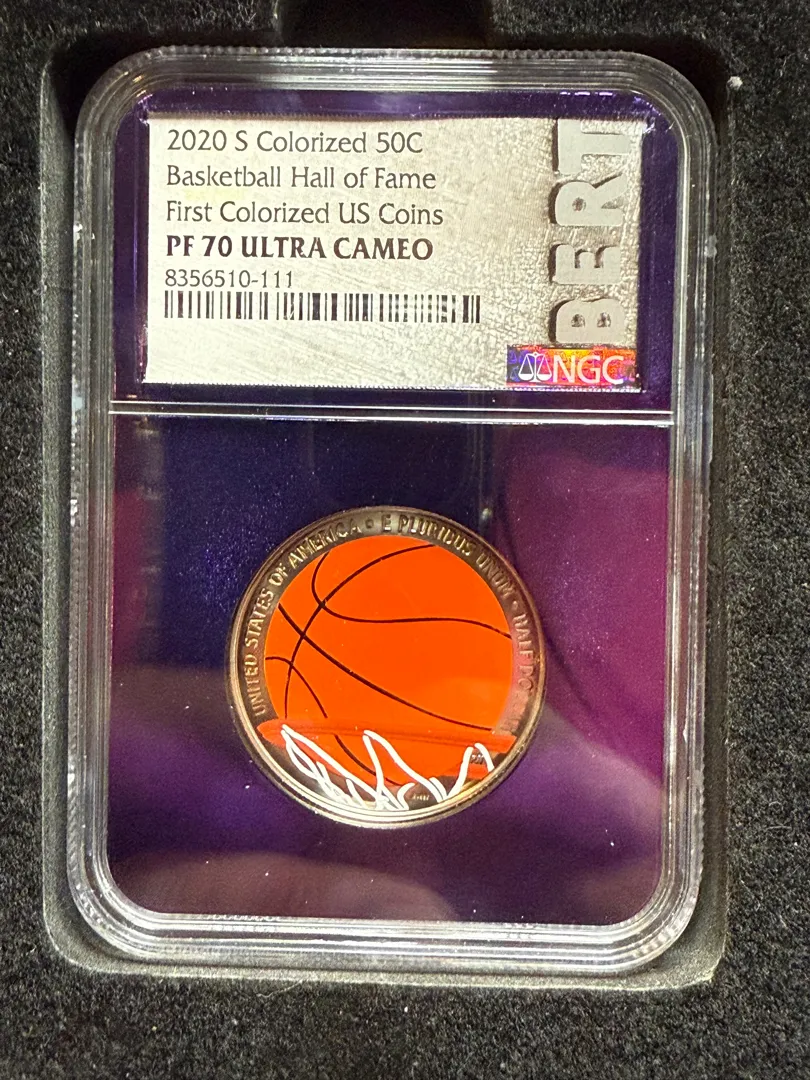 2020 S Colorized 50C
Basketball Hall of Fame
First Colorized US Coins
PF 70 ULTRA CAMEO
8356510-111
BERT
NGC
UNITED STATES OF AMERICA • E PLURIBUS UNUM • HALF